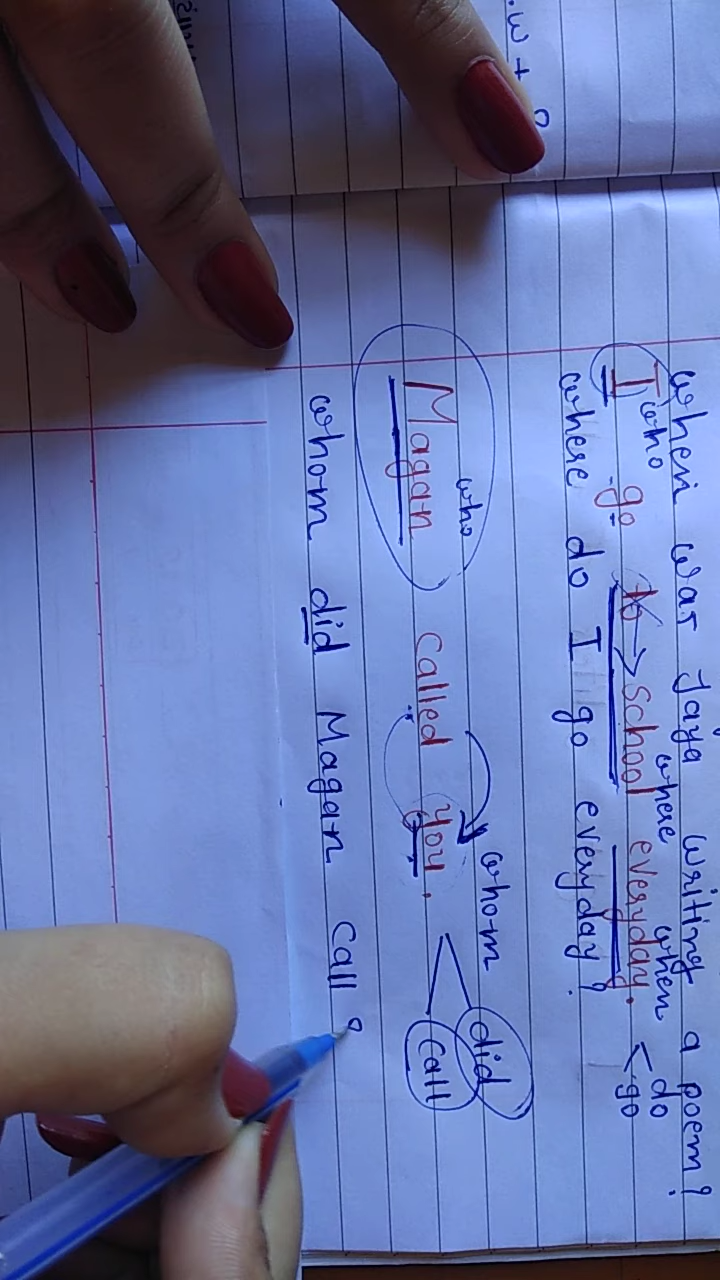 .w + ?
when was Jaya writing a poem?
who where when do
I go to → School everyday. < go
where do I go everyday?
who whom did
Magan called you. < call
whom did Magan call ?